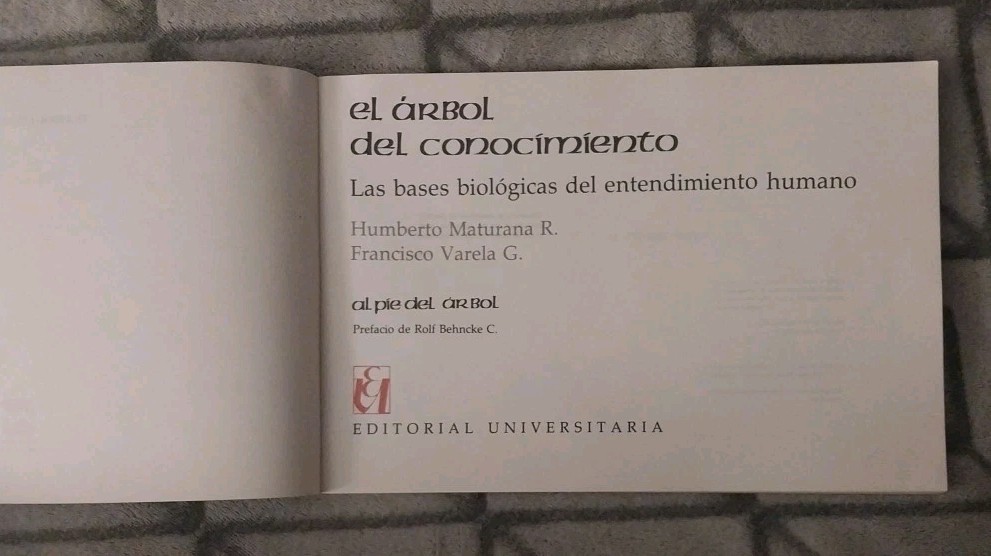 el árbol
del conocimiento
Las bases biológicas del entendimiento humano
Humberto Maturana R.
Francisco Varela G.
al pie del árbol
Prefacio de Rolf Behncke C.
EDITORIAL UNIVERSITARIA